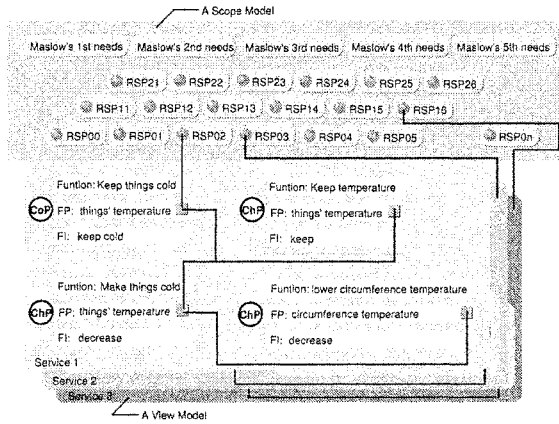 A Scope Model
Maslow's 1st needs Maslow's 2nd needs Maslow's 3rd needs Maslow's 4th needs Maslow's 5th needs
RSP21 RSP22 RSP23 RSP24 RSP25 RSP26
RSP11 RSP12 RSP13 RSP14 RSP15 RSP16
RSP00 RSP01 RSP02 RSP03 RSP04 RSP05 RSP0n
Funtion: Keep things cold
CoP FP: things' temperature
FI: keep cold
Funtion: Keep temperature
ChP FP: things' temperature
FI: keep
Funtion: Make things cold
ChP FP: things' temperature
FI: decrease
Funtion: lower circumference temperature
ChP FP: circumference temperature
FI: decrease
Service 1
Service 2
Service 3
A View Model